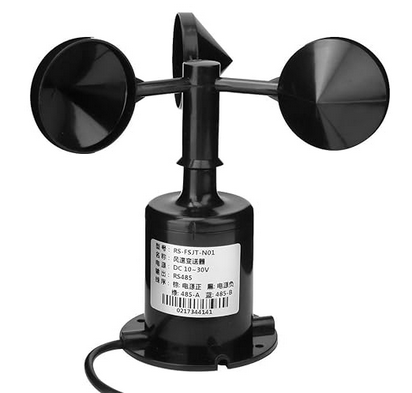 型号: RS-FSJT-N01
名称: 风速变送器
电源: DC 10~30V
输出: RS485
线序: 棕: 电源正 黑: 电源负
绿: 485-A 蓝: 485-B
0217344141